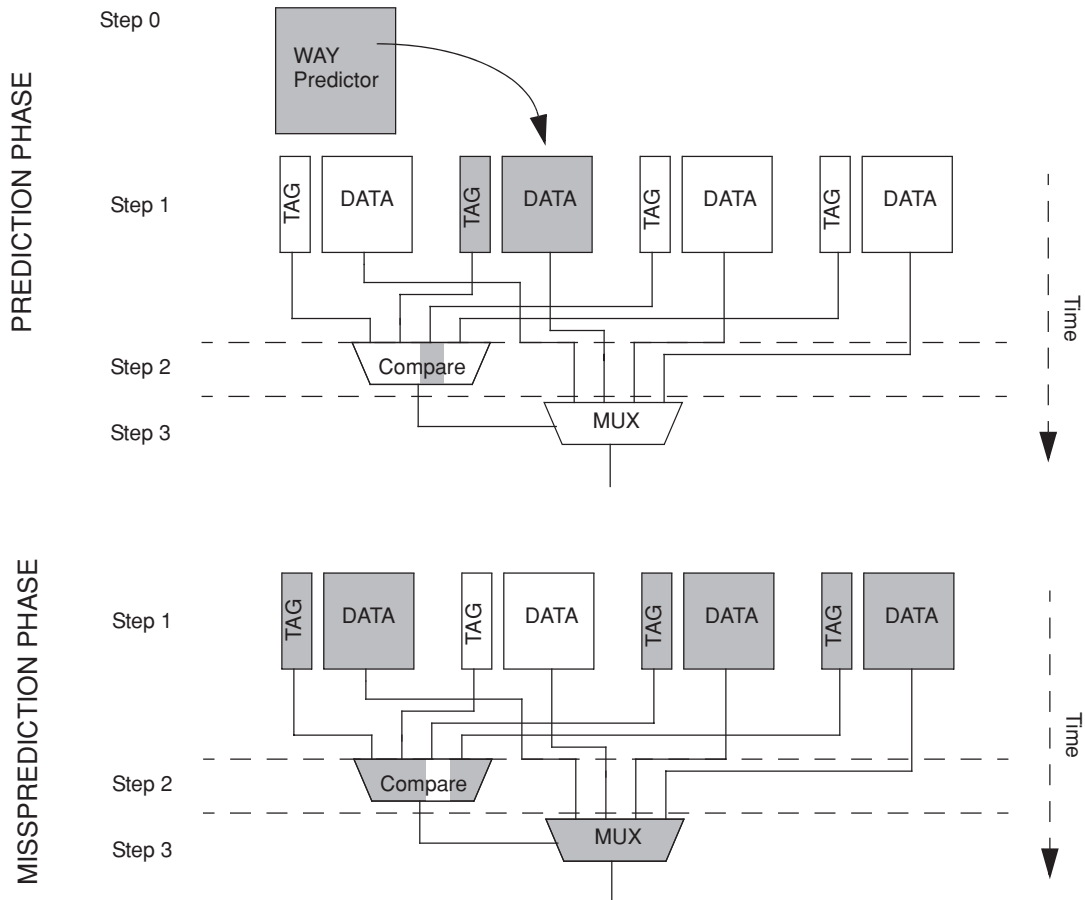 PREDICTION PHASE
Step 0
WAY
Predictor
Step 1
TAG
DATA
TAG
DATA
TAG
DATA
TAG
DATA
Time
Step 2
Compare
Step 3
MUX
MISSPREDICTION PHASE
Step 1
TAG
DATA
TAG
DATA
TAG
DATA
TAG
DATA
Time
Step 2
Compare
Step 3
MUX